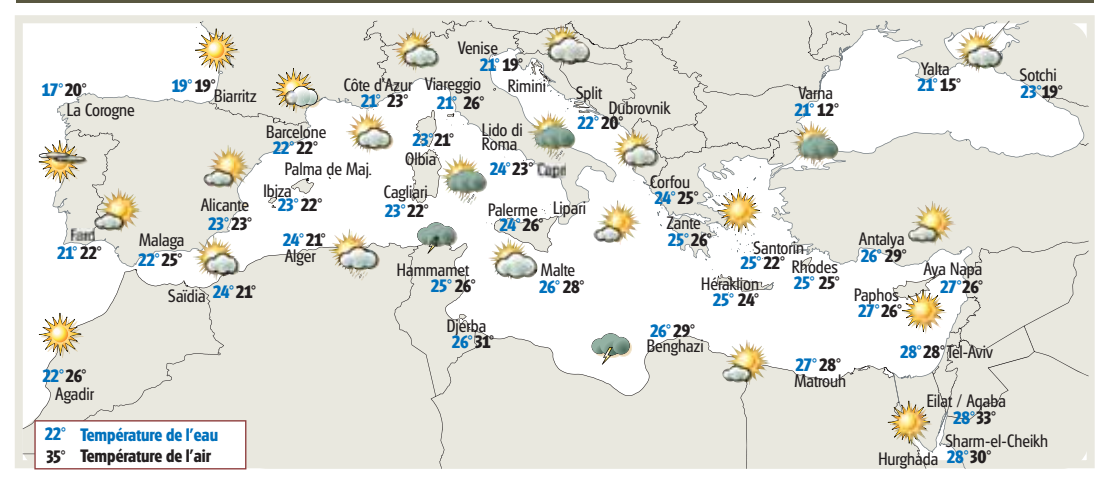 Venise
21° 19°
Rimini
Yalta
21° 15°
Sotchi
23° 19°
17° 20°
La Corogne
19° 19°
Biarritz
Côte d'Azur
21° 23°
Viareggio
21° 26°
Split
22° 20°
Dubrovnik
Varna
21° 12°
Barcelone
22° 22°
23° 21°
Olbia
Lido di
Roma
24° 23°
Palma de Maj.
Ibiza
23° 22°
Cagliari
23° 22°
Corfou
24° 25°
Alicante
23° 23°
Palerme
24° 26°
Lipari
Zante
25° 26°
21° 22°
Malaga
22° 25°
24° 21°
Alger
Santorin
25° 22°
Antalya
26° 29°
Hammamet
25° 26°
Malte
26° 28°
Héraklion
25° 24°
Rhodes
25° 25°
Aya Napa
27° 26°
Saïdia
24° 21°
Paphos
27° 26°
Djerba
26° 31°
26° 29°
Benghazi
28° 28° Tel-Aviv
22° 26°
Agadir
27° 28°
Matrouh
Eilat / Aqaba
28° 33°
22° Température de l'eau
35° Température de l'air
Sharm-el-Cheikh
28° 30°
Hurghada